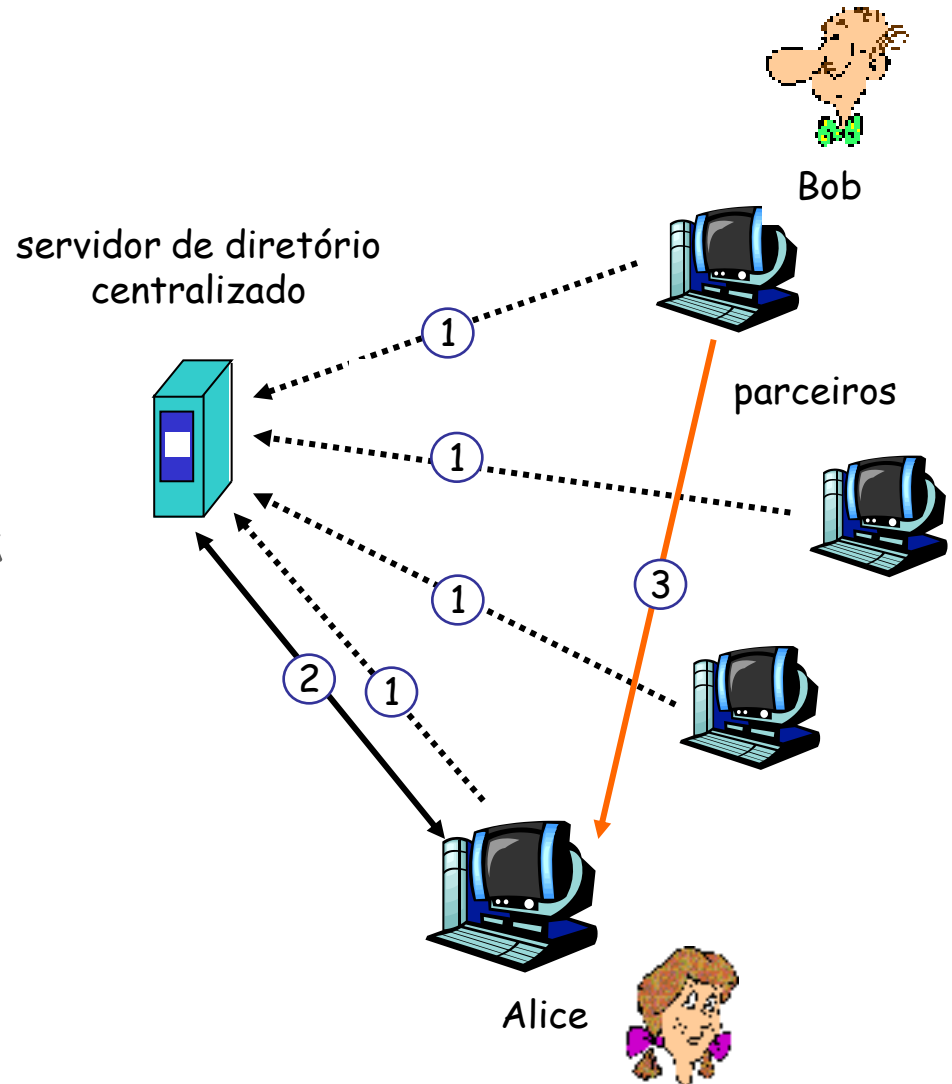 Bob
servidor de diretório
centralizado
1
parceiros
1
1
3
2
1
Alice